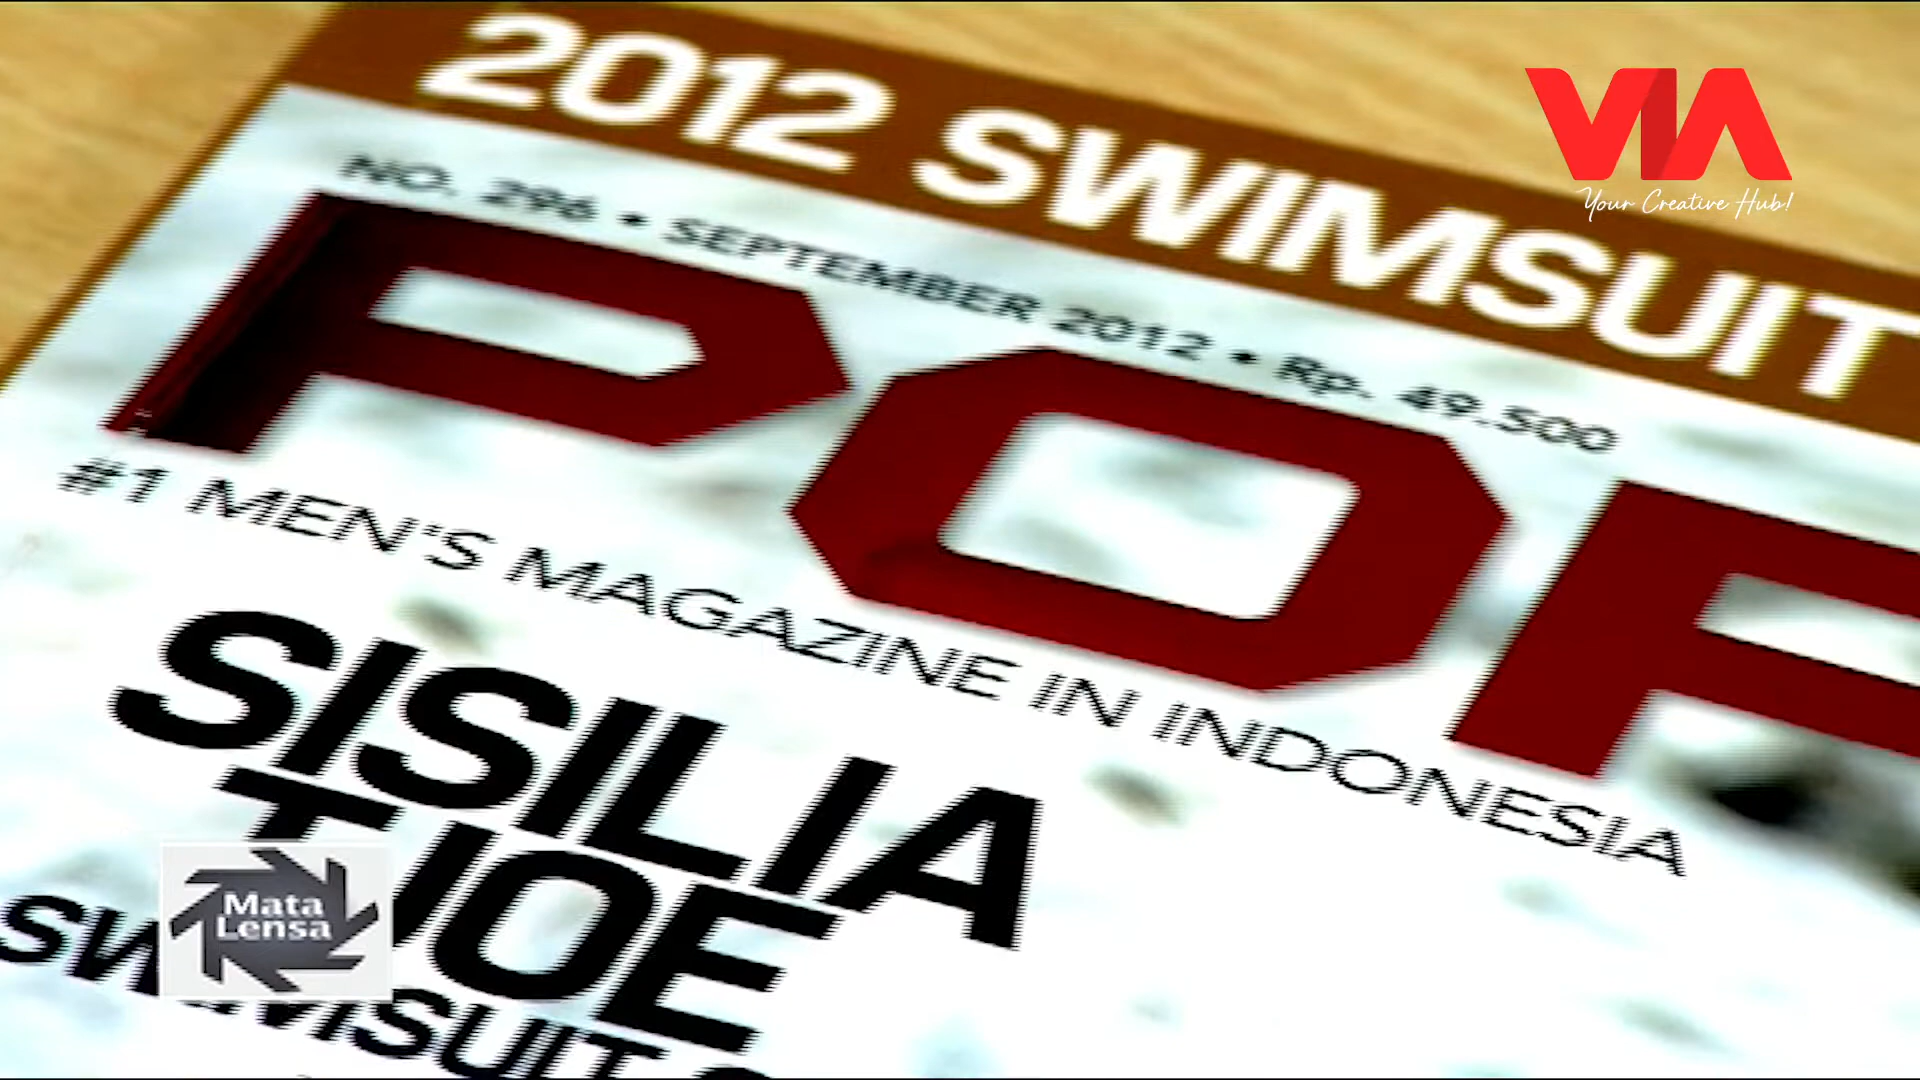 2012 SWIMSUIT
NO. 296 • SEPTEMBER 2012 • Rp. 49.500
POP
#1 MEN'S MAGAZINE IN INDONESIA
SISILIA
TJOE
SWIMSUIT
VIA
Your Creative Hub!
Mata
Lensa